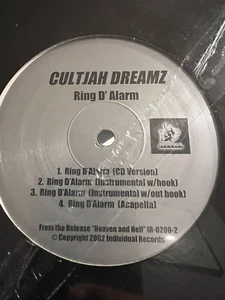 CULTJAH DREAMZ
Ring D' Alarm
1. Ring D'Alarm (CD Version)
2. Ring D'Alarm (Instrumental w/hook)
3. Ring D'Alarm (Instrumental w/out hook)
4. Ring D'Alarm (Acapella)
From the Release "Heaven and Hell" IR-0200-2
© Copyright 2002 Individual Records